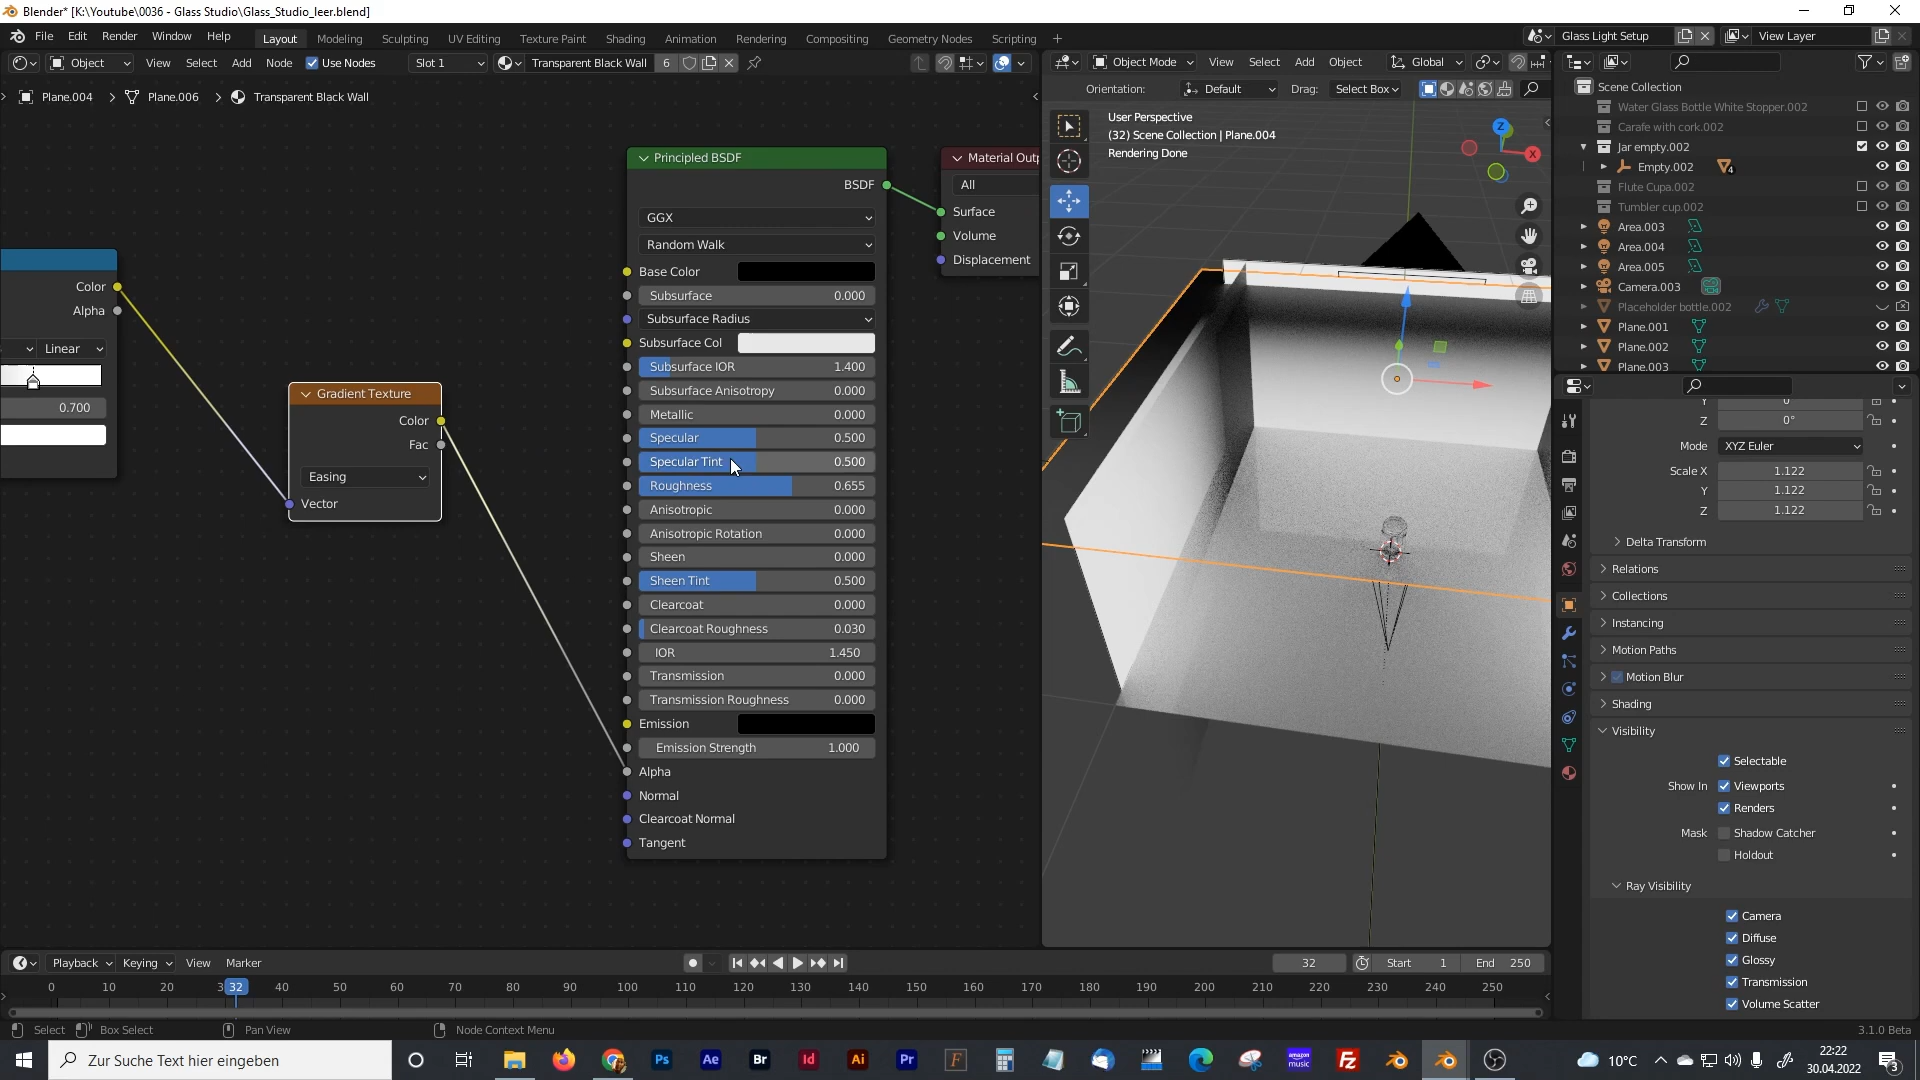 Blender* [K:\Youtube\0036 - Glass Studio\Glass_Studio_leer.blend]
File Edit Render Window Help Layout Modeling Sculpting UV Editing Texture Paint Shading Animation Rendering Compositing Geometry Nodes Scripting + Glass Light Setup View Layer
Object View Select Add Node Use Nodes Slot 1 Transparent Black Wall 6
Object Mode View Select Add Object Global
Plane.004 > Plane.006 > Transparent Black Wall
Orientation: Default Drag: Select Box
User Perspective
(32) Scene Collection | Plane.004
Rendering Done
Z
X
Color
Alpha
Linear
0.700
Gradient Texture
Color
Fac
Easing
Vector
Principled BSDF
BSDF
GGX
Random Walk
Base Color
Subsurface 0.000
Subsurface Radius
Subsurface Col
Subsurface IOR 1.400
Subsurface Anisotropy 0.000
Metallic 0.000
Specular 0.500
Specular Tint 0.500
Roughness 0.655
Anisotropic 0.000
Anisotropic Rotation 0.000
Sheen 0.000
Sheen Tint 0.500
Clearcoat 0.000
Clearcoat Roughness 0.030
IOR 1.450
Transmission 0.000
Transmission Roughness 0.000
Emission
Emission Strength 1.000
Alpha
Normal
Clearcoat Normal
Tangent
Material Outp
All
Surface
Volume
Displacement
Scene Collection
Water Glass Bottle White Stopper.002
Carafe with cork.002
Jar empty.002
Empty.002 4
Flute Cupa.002
Tumbler cup.002
Area.003
Area.004
Area.005
Camera.003
Placeholder bottle.002
Plane.001
Plane.002
Plane.003
Y 0°
Z 0°
Mode XYZ Euler
Scale X 1.122
Y 1.122
Z 1.122
Delta Transform
Relations
Collections
Instancing
Motion Paths
Motion Blur
Shading
Visibility
Selectable
Show In Viewports
Renders
Mask Shadow Catcher
Holdout
Ray Visibility
Camera
Diffuse
Glossy
Transmission
Volume Scatter
Playback Keying View Marker 32 Start 1 End 250
0 10 20 3 32 40 50 60 70 80 90 100 110 120 130 140 150 160 170 180 190 200 210 220 230 240 250
Select Box Select Pan View Node Context Menu 3.1.0 Beta
Zur Suche Text hier eingeben Ps Ae Br Id Ai Pr F amazon music Fz 10°C 22:22
30.04.2022
3